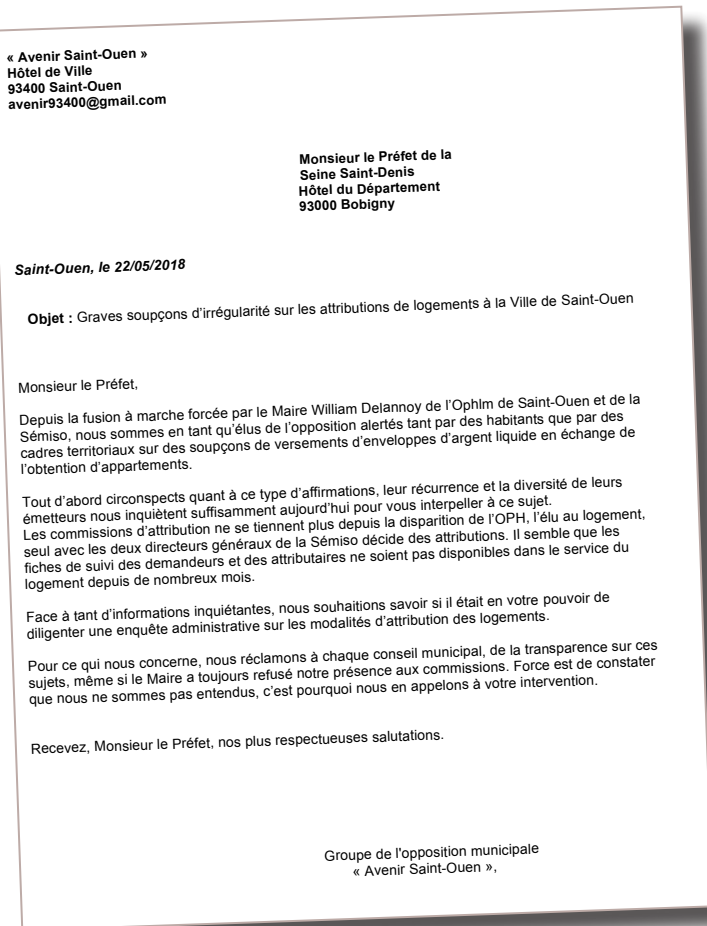 « Avenir Saint-Ouen »
Hôtel de Ville
93400 Saint-Ouen
avenir93400@gmail.com
Monsieur le Préfet de la
Seine Saint-Denis
Hôtel du Département
93000 Bobigny
Saint-Ouen, le 22/05/2018
Objet : Graves soupçons d’irrégularité sur les attributions de logements à la Ville de Saint-Ouen
Monsieur le Préfet,
Depuis la fusion à marche forcée par le Maire William Delannoy de l’Ophlm de Saint-Ouen et de la
Sémiso, nous sommes en tant qu’élus de l’opposition alertés tant par des habitants que par des
cadres territoriaux sur des soupçons de versements d’enveloppes d’argent liquide en échange de
l’obtention d’appartements.
Tout d’abord circonspects quant à ce type d’affirmations, leur récurrence et la diversité de leurs
émetteurs nous inquiètent suffisamment aujourd’hui pour vous interpeller à ce sujet.
Les commissions d’attribution ne se tiennent plus depuis la disparition de l’OPH, l’élu au logement,
seul avec les deux directeurs généraux de la Sémiso décide des attributions. Il semble que les
fiches de suivi des demandeurs et des attributaires ne soient pas disponibles dans le service du
logement depuis de nombreux mois.
Face à tant d’informations inquiétantes, nous souhaitions savoir si il était en votre pouvoir de
diligenter une enquête administrative sur les modalités d’attribution des logements.
Pour ce qui nous concerne, nous réclamons à chaque conseil municipal, de la transparence sur ces
sujets, même si le Maire a toujours refusé notre présence aux commissions. Force est de constater
que nous ne sommes pas entendus, c’est pourquoi nous en appelons à votre intervention.
Recevez, Monsieur le Préfet, nos plus respectueuses salutations.
Groupe de l'opposition municipale
« Avenir Saint-Ouen »,